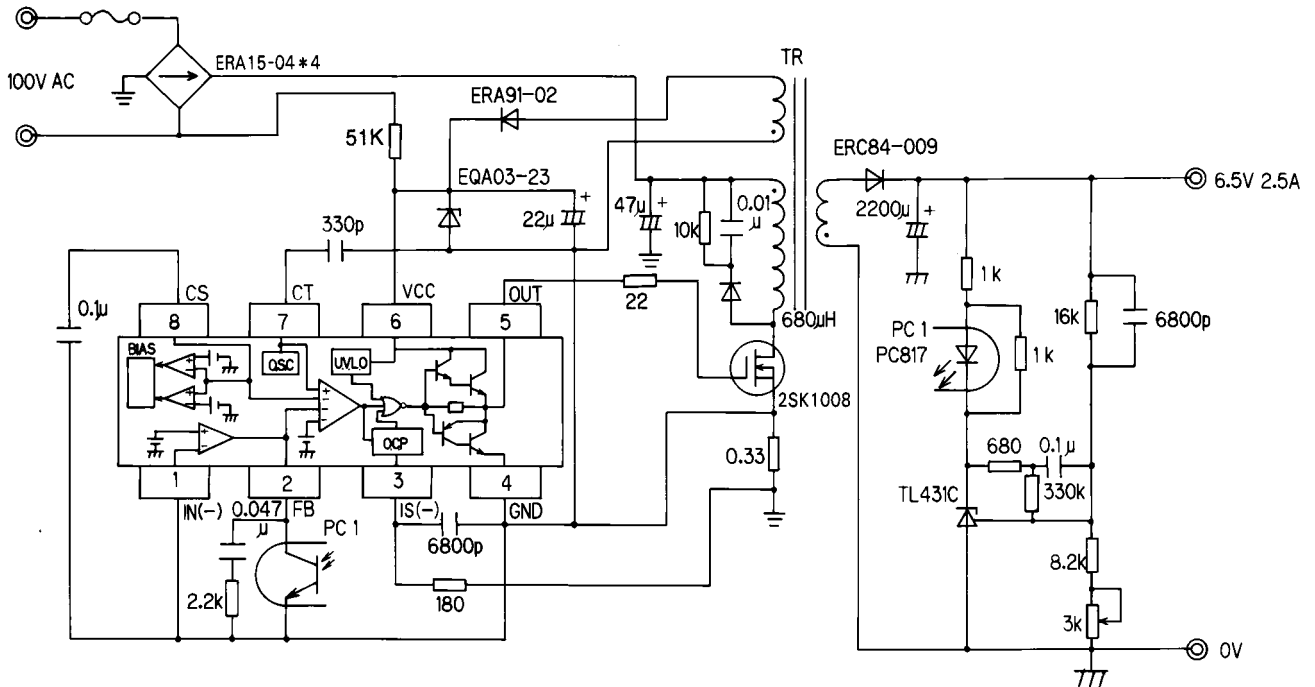 100V AC
ERA15-04*4
51K
ERA91-02
TR
EQA03-23
22μ
+
330p
47μ
+
10k
0.01
μ
ERC84-009
2200μ
+
6.5V 2.5A
0.1μ
CS
CT
VCC
OUT
8
7
6
5
22
680μH
2SK1008
1k
PC1
PC817
1k
16k
6800p
BIAS
O.S.C
U.V.L.O
O.C.P
1
2
3
4
IN(-)
FB
IS(-)
GND
0.047
μ
2.2k
PC1
6800p
180
0.33
680
0.1μ
330k
TL431C
8.2k
3k
0V